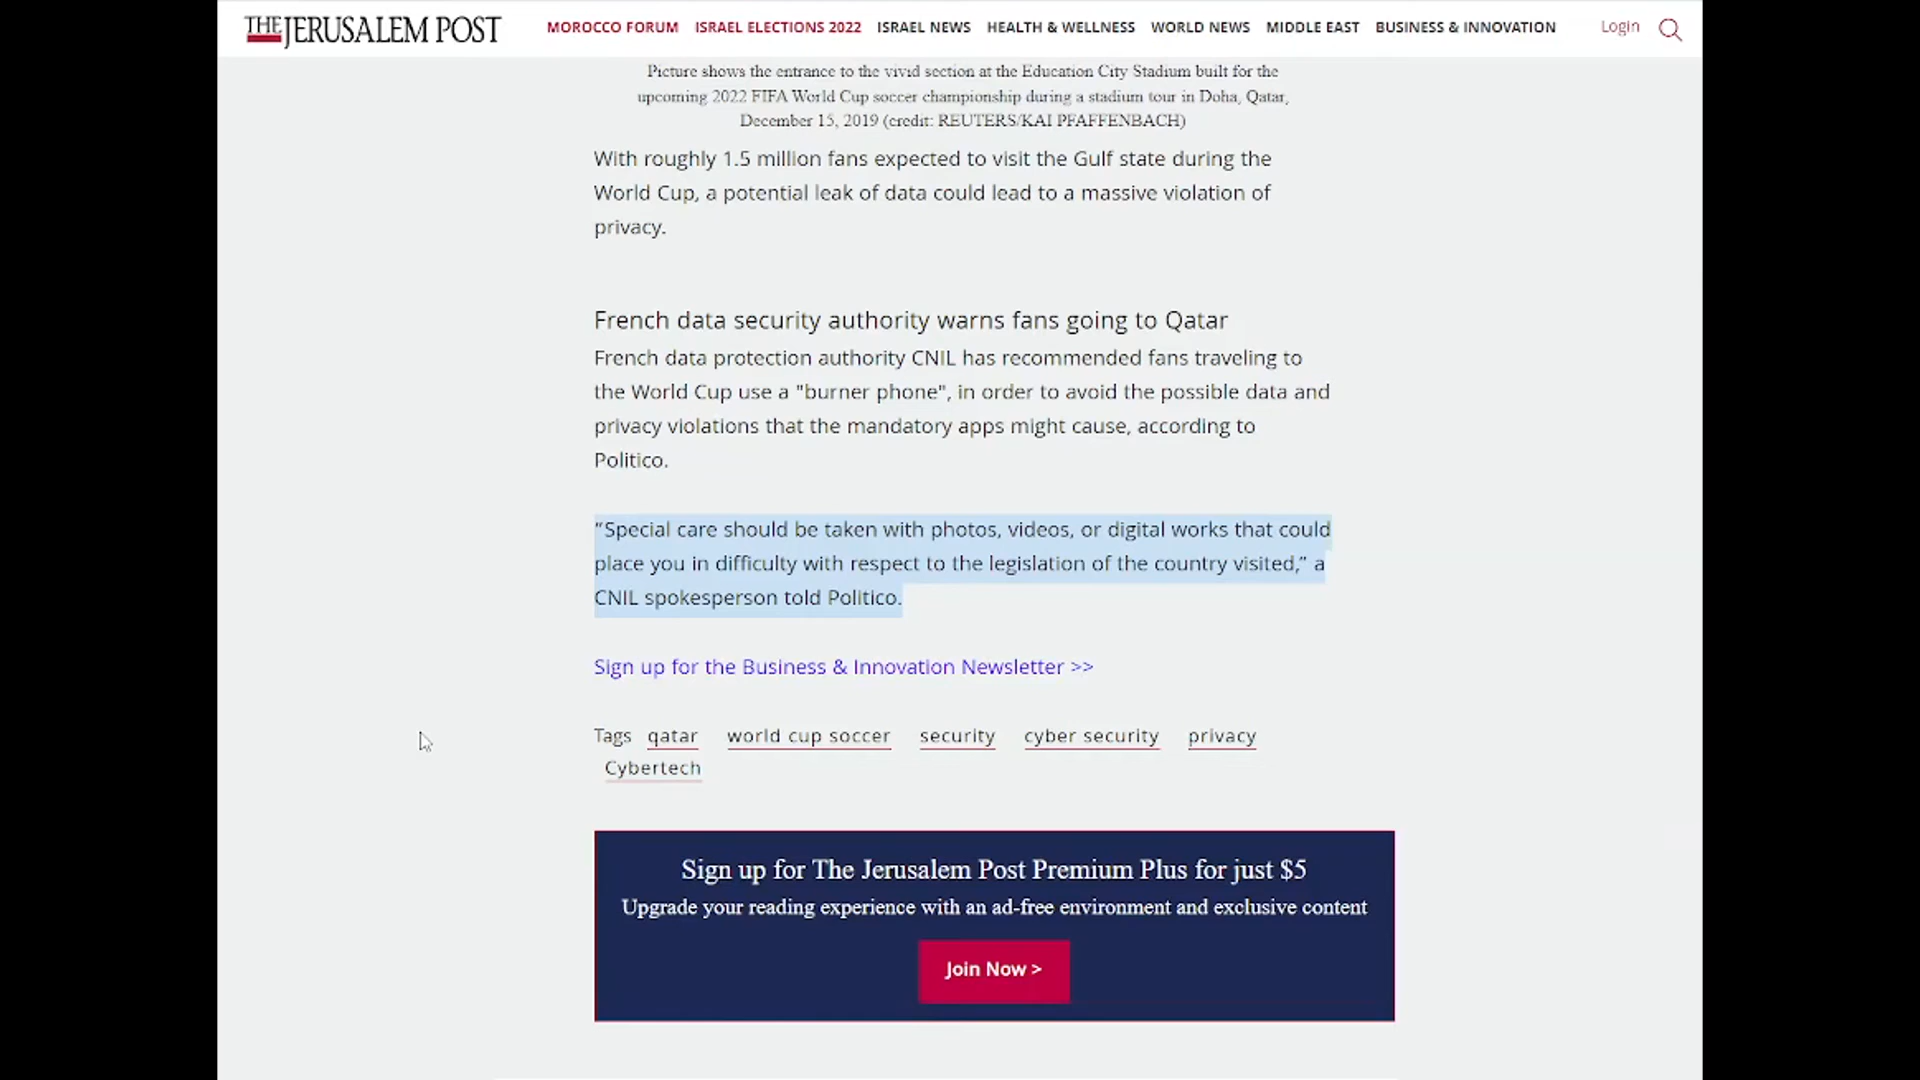 THE JERUSALEM POST
MOROCCO FORUM ISRAEL ELECTIONS 2022 ISRAEL NEWS HEALTH & WELLNESS WORLD NEWS MIDDLE EAST BUSINESS & INNOVATION Login
Picture shows the entrance to the vivid section at the Education City Stadium built for the
upcoming 2022 FIFA World Cup soccer championship during a stadium tour in Doha, Qatar,
December 15, 2019 (credit: REUTERS/KAI PFAFFENBACH)
With roughly 1.5 million fans expected to visit the Gulf state during the
World Cup, a potential leak of data could lead to a massive violation of
privacy.
French data security authority warns fans going to Qatar
French data protection authority CNIL has recommended fans traveling to
the World Cup use a "burner phone", in order to avoid the possible data and
privacy violations that the mandatory apps might cause, according to
Politico.
“Special care should be taken with photos, videos, or digital works that could
place you in difficulty with respect to the legislation of the country visited,” a
CNIL spokesperson told Politico.
Sign up for the Business & Innovation Newsletter >>
Tags qatar world cup soccer security cyber security privacy
Cybertech
Sign up for The Jerusalem Post Premium Plus for just $5
Upgrade your reading experience with an ad-free environment and exclusive content
Join Now >